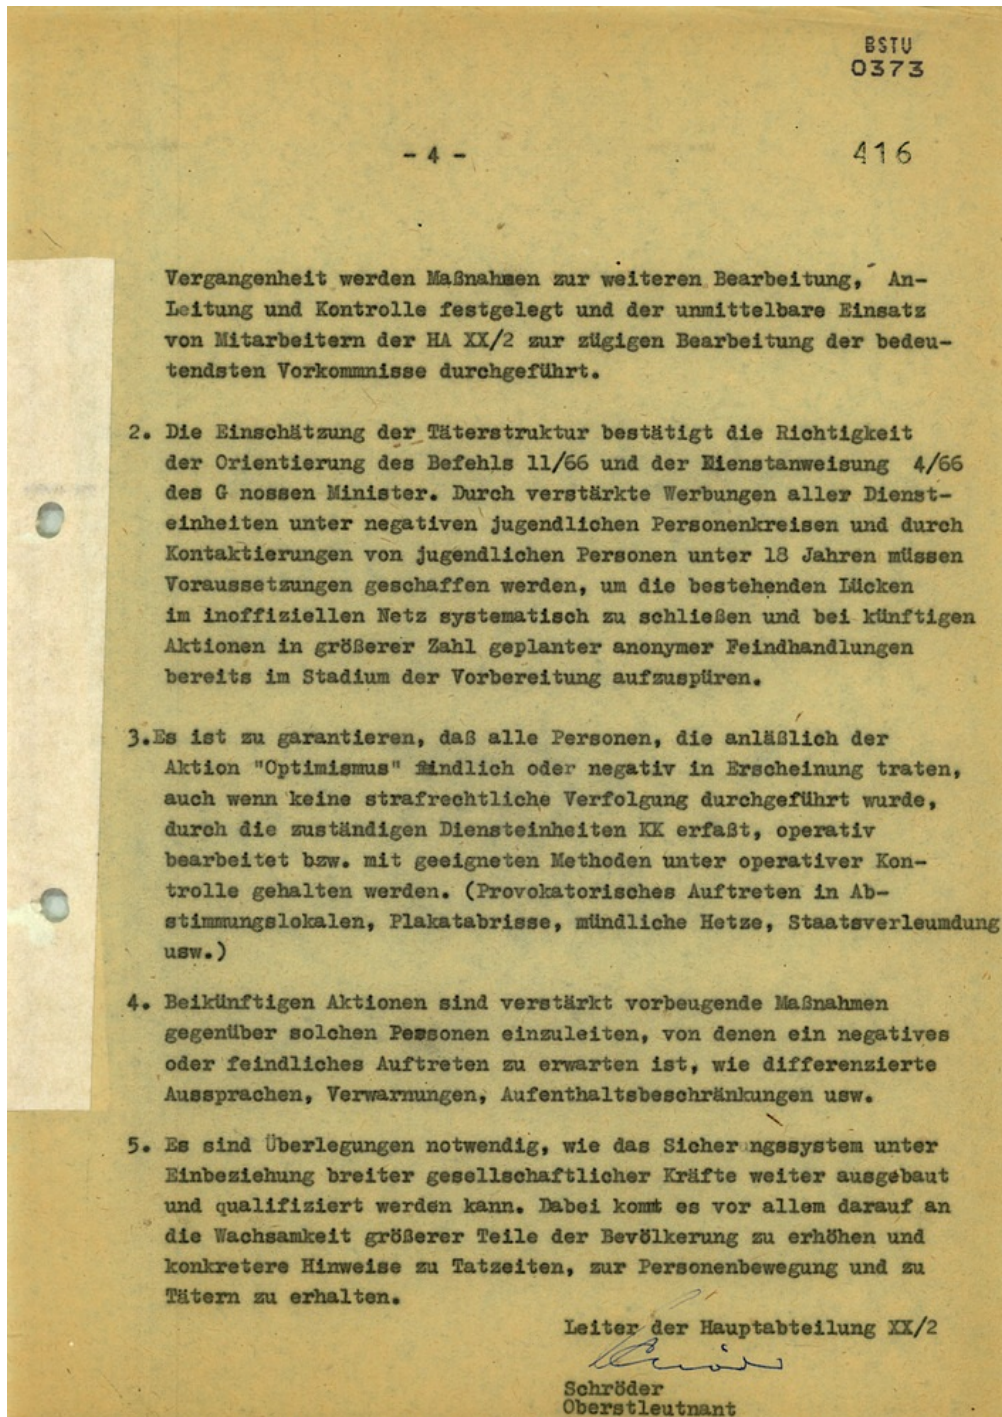 BSTU
0373
- 4 -
416
Vergangenheit werden Maßnahmen zur weiteren Bearbeitung, An-
Leitung und Kontrolle festgelegt und der unmittelbare Einsatz
von Mitarbeitern der HA XX/2 zur zügigen Bearbeitung der bedeu-
tendsten Vorkommnisse durchgeführt.
2. Die Einschätzung der Täterstruktur bestätigt die Richtigkeit
der Orientierung des Befehls 11/66 und der Dienstanweisung 4/66
des G nossen Minister. Durch verstärkte Werbungen aller Dienst-
einheiten unter negativen jugendlichen Personenkreisen und durch
Kontaktierungen von jugendlichen Personen unter 18 Jahren müssen
Voraussetzungen geschaffen werden, um die bestehenden Lücken
im inoffiziellen Netz systematisch zu schließen und bei künftigen
Aktionen in größerer Zahl geplanter anonymer Feindhandlungen
bereits im Stadium der Vorbereitung aufzuspüren.
3.Es ist zu garantieren, daß alle Personen, die anläßlich der
Aktion "Optimismus" findlich oder negativ in Erscheinung traten,
auch wenn keine strafrechtliche Verfolgung durchgeführt wurde,
durch die zuständigen Diensteinheiten KK erfaßt, operativ
bearbeitet bzw. mit geeigneten Methoden unter operativer Kon-
trolle gehalten werden. (Provokatorisches Auftreten in Ab-
stimmungslokalen, Plakatabrisse, mündliche Hetze, Staatsverleumdung
usw.)
4. Beikünftigen Aktionen sind verstärkt vorbeugende Maßnahmen
gegenüber solchen Personen einzuleiten, von denen ein negatives
oder feindliches Auftreten zu erwarten ist, wie differenzierte
Aussprachen, Verwarnungen, Aufenthaltsbeschränkungen usw.
5. Es sind Überlegungen notwendig, wie das Sicherungssystem unter
Einbeziehung breiter gesellschaftlicher Kräfte weiter ausgebaut
und qualifiziert werden kann. Dabei kommt es vor allem darauf an
die Wachsamkeit größerer Teile der Bevölkerung zu erhöhen und
konkretere Hinweise zu Tatzeiten, zur Personenbewegung und zu
Tätern zu erhalten.
Leiter der Hauptabteilung XX/2
Schröder
Oberstleutnant